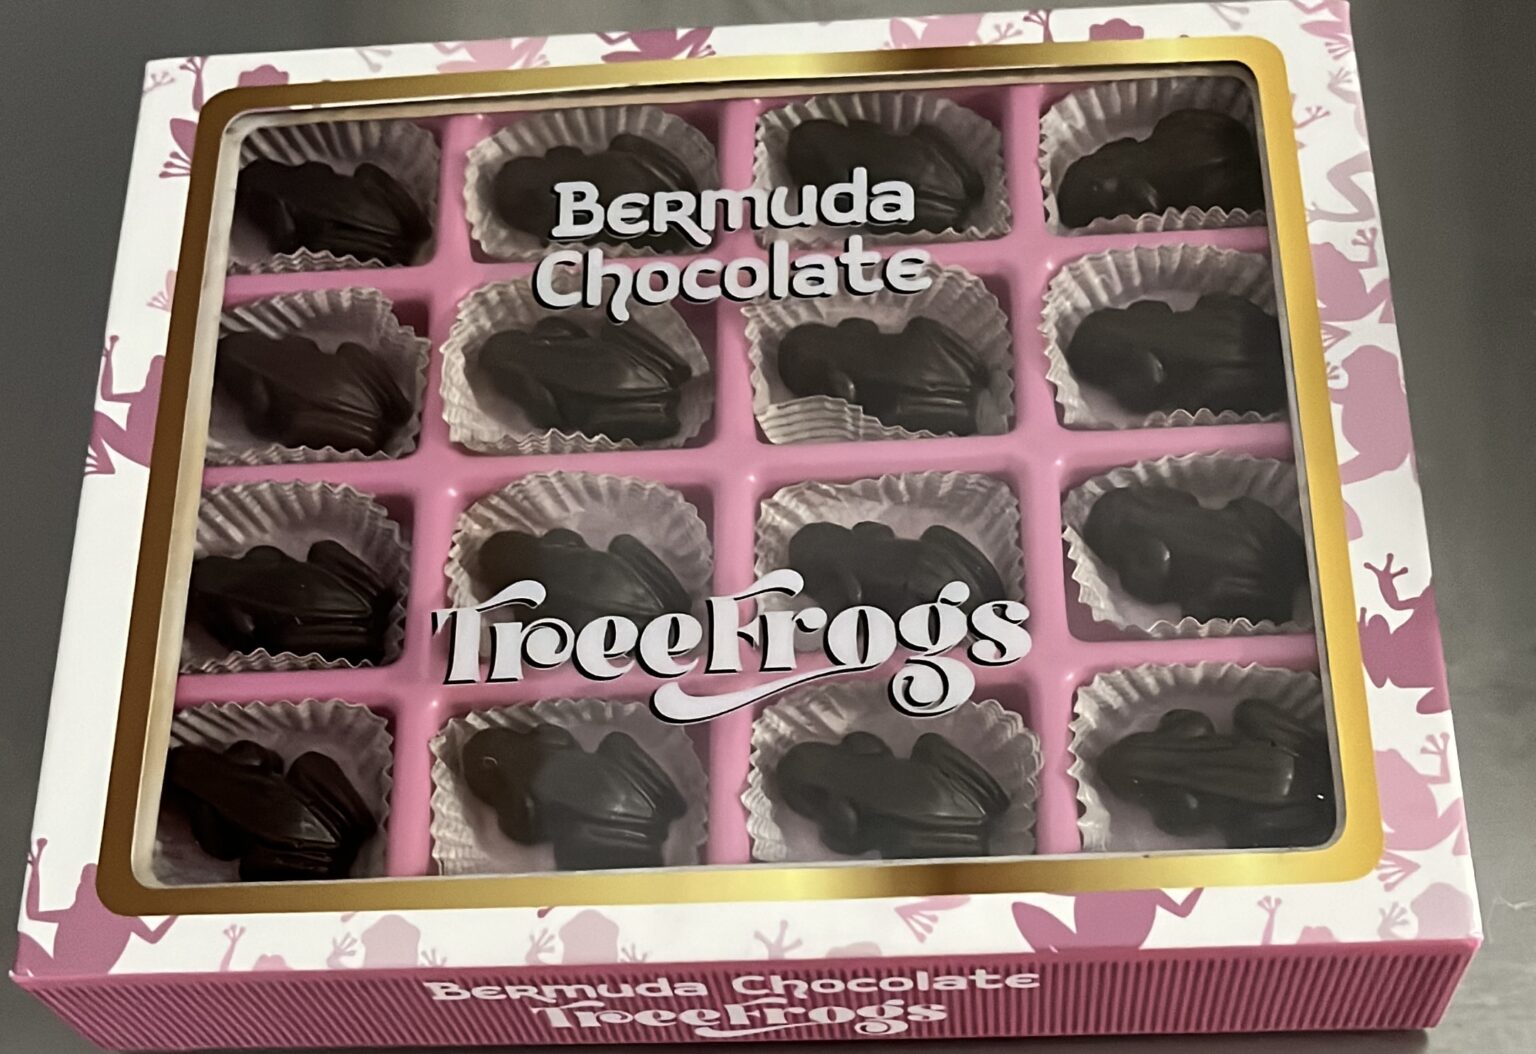 Bermuda
Chocolate
TreeFrogs
Bermuda Chocolate
TreeFrogs